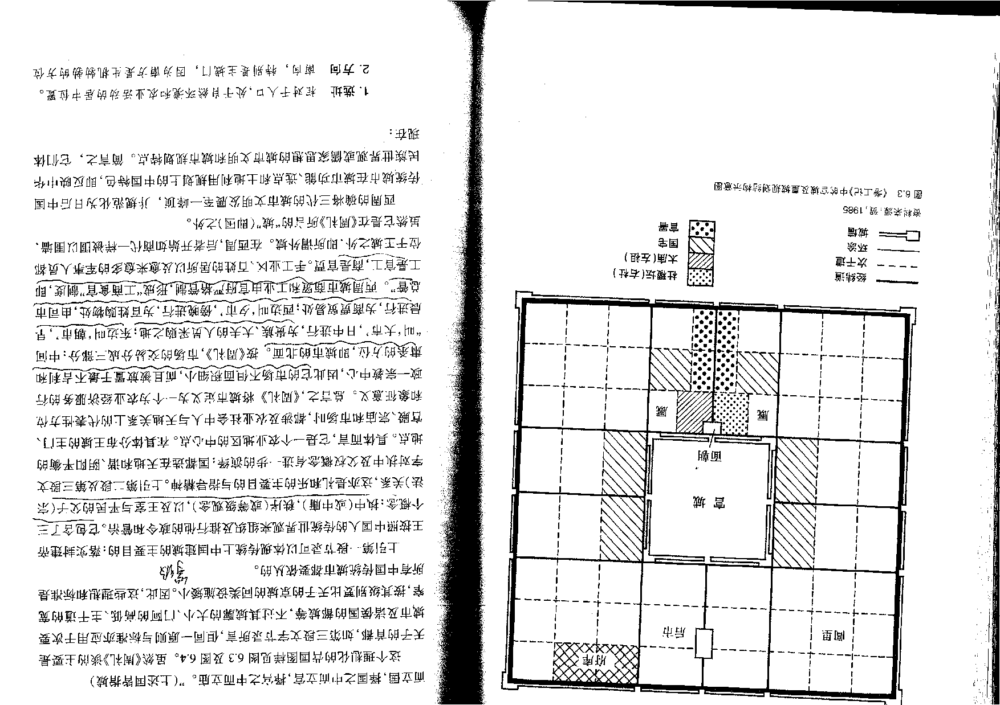 府库
闾里
后市
宫城
面朝
厩
厩
经纬道
次干道
环涂
城墙
社稷坛(右社)
太庙(左祖)
国宅
官署
资料来源:贺,1985
图 6.3 《考工记》中的宫城及皇城规划结构示意图
而立国,择国之中而立宫,择宫之中而立庙。”(上述国皆指城)
这个理想化的营国图样见图 6.3 及图 6.4。虽然《周礼》谈的主要是
天子的首都,如第三段文字节录所言,但同一原则与标准亦应用于次要
城市及诸侯国的都城等,不过其城廓的大小、门阿的高低、主干道的宽
窄,按其级别要比天子的京城的同类设施矮小。因此,这些理想和标准是
所有中国传统城市都要依从的。
等级
上引第一段节录可以体现传统上中国建城的主要目的:落实封建帝
王按照中国人的传统世界观来组织及推行他的政令和管治。它包含了三
个概念:执中(或中庸),秩序(或等级观念),以及王室与平民的父子(宗
法)关系,这亦是礼和乐的主要目的与指导精神。上引第二段及第三段文
字对执中及父权概念有进一步的演绎:国都选在天地和谐、阴阳平衡的
地点。具体而言,它是一个农业地区的中心点。在具体分布王城的主门、
宫殿、宗庙和市场时,都涉及农业社会中人与天地关系上的代表性方位
和象征意义。总言之,《周礼》将城市定义为一个为农业经济服务的行
政—宗教中心,因此它的市场不但面积细小,而且被放置于最不吉利和
肃杀的方位,即城市的北面。按《周礼》,市场的交易分成三部分:中间
“叫‘大市’,日中进行,为贵族、大夫的人员采购之地;东边叫‘朝市’,早
晨进行,为商贾贸易处;西边叫‘夕市’,傍晚进行,为百姓购物处,由司市
总管”。西周城市商贸和工业由官府严格管制,形成“工商食官”制度,即
工是官工,商是官贾。手工业区、百姓的居所以及愈来愈多的军事人员都
位于王城之外,即所谓外城。在西周,后者开始如商代一样被围以围墙,
虽然它是在《周礼》所言的“城”(即国)之外。
西周的确将三代的城市文明发展至一峰顶,并规范化为日后中国
传统城市在城市功能、选点和土地利用规划上的中国特色,即反映中华
民族世界观或儒家思想的城市文明和城市规划特点。简言之,它们体
现在:
1. 选址 相对于人口,处于自然环境和农业活动的居中位置。
2. 方向 南向,特别是主城门,因为南方是生机勃勃的方位